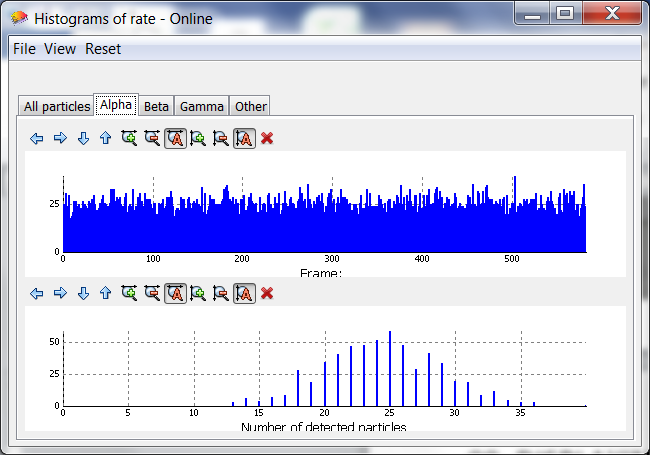 Histograms of rate - Online
File View Reset
All particles Alpha Beta Gamma Other
25
0
0 100 200 300 400 500
Frame:
50
25
0
0 5 10 15 20 25 30 35
Number of detected particles